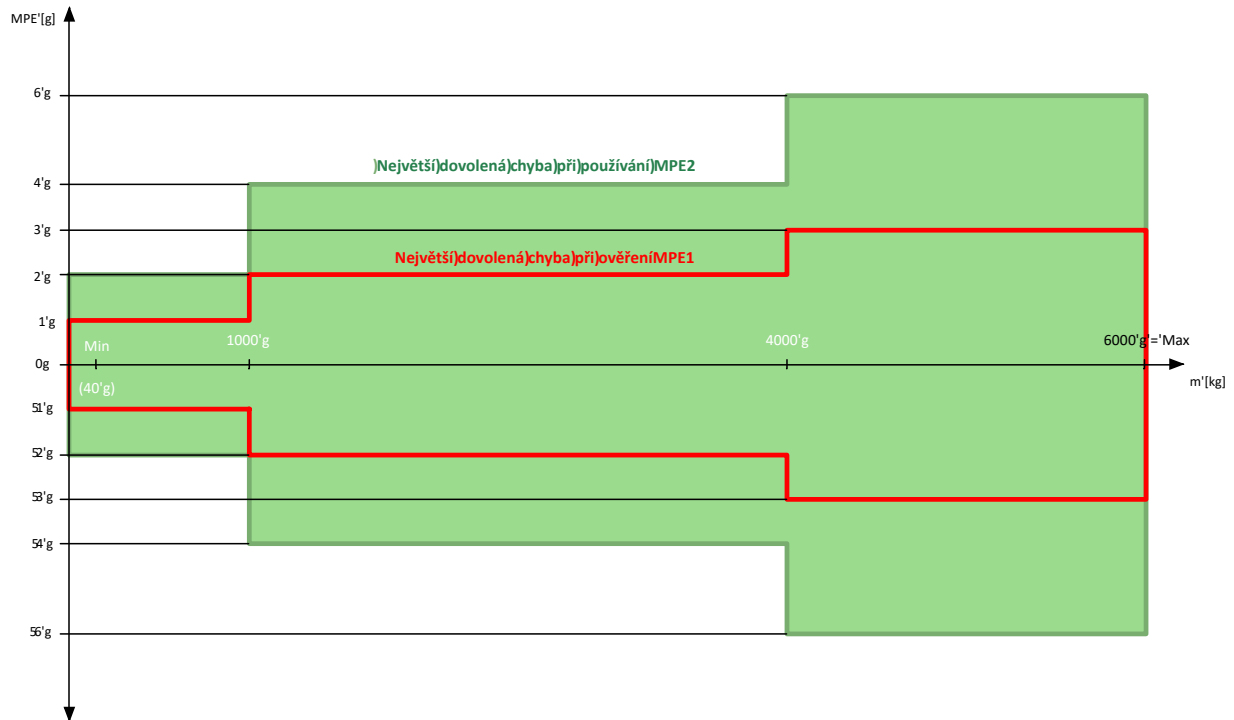 MPE'[g]
6'g
)Největší)dovolená)chyba)při)používání)MPE2
4'g
3'g
Největší)dovolená)chyba)při)ověřeníMPE1
2'g
1'g
Min
1000'g
4000'g
6000'g'='Max
0g
m'[kg]
(40'g)
51'g
52'g
53'g
54'g
56'g